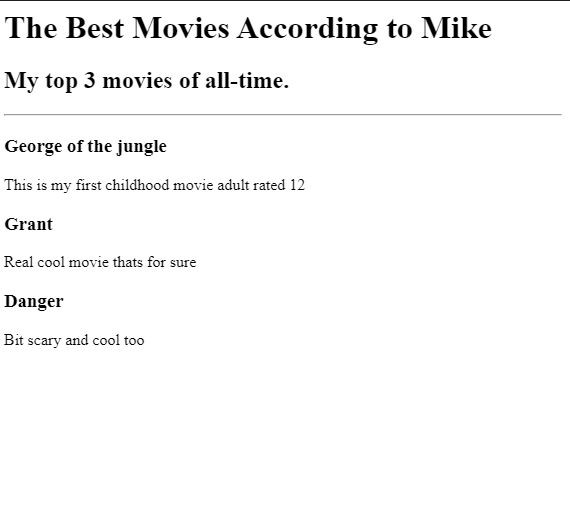 The Best Movies According to Mike
My top 3 movies of all-time.
George of the jungle
This is my first childhood movie adult rated 12
Grant
Real cool movie thats for sure
Danger
Bit scary and cool too